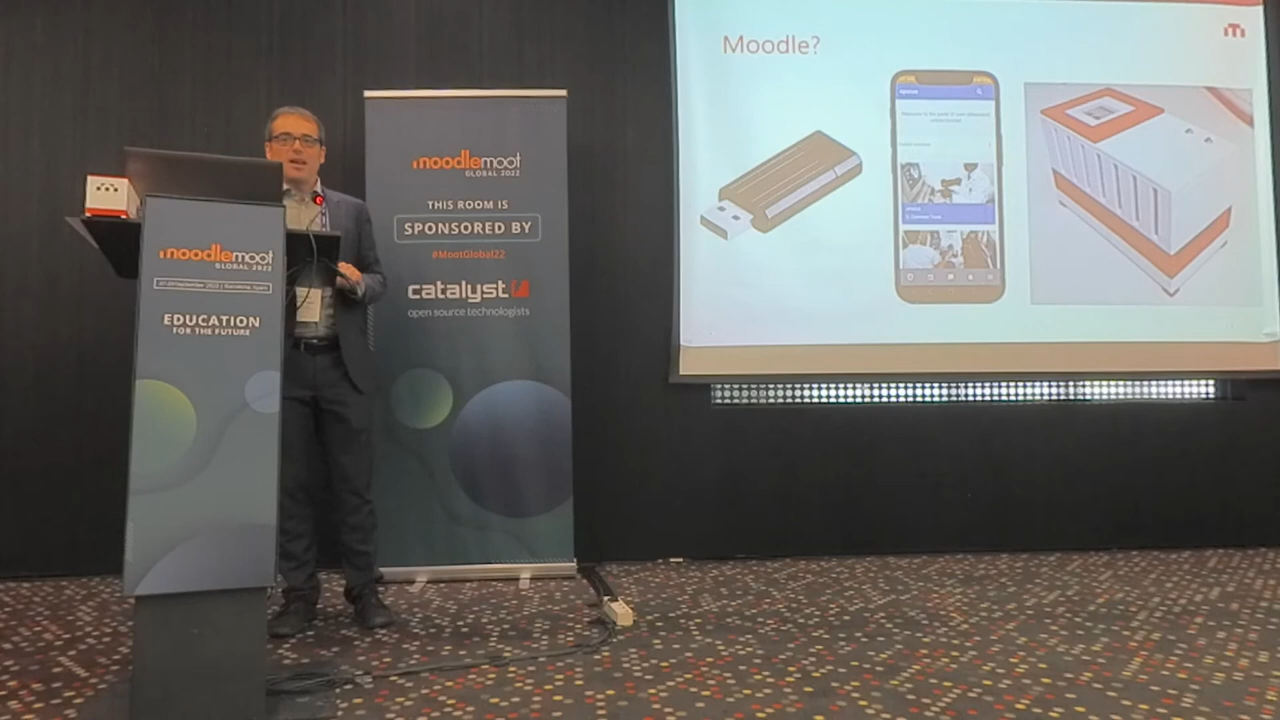 Moodle?
moodlemoot
GLOBAL 2022
THIS ROOM IS
SPONSORED BY
#MootGlobal22
catalyst
open source technologists
moodlemoot
GLOBAL 2022
EDUCATION
FOR THE FUTURE